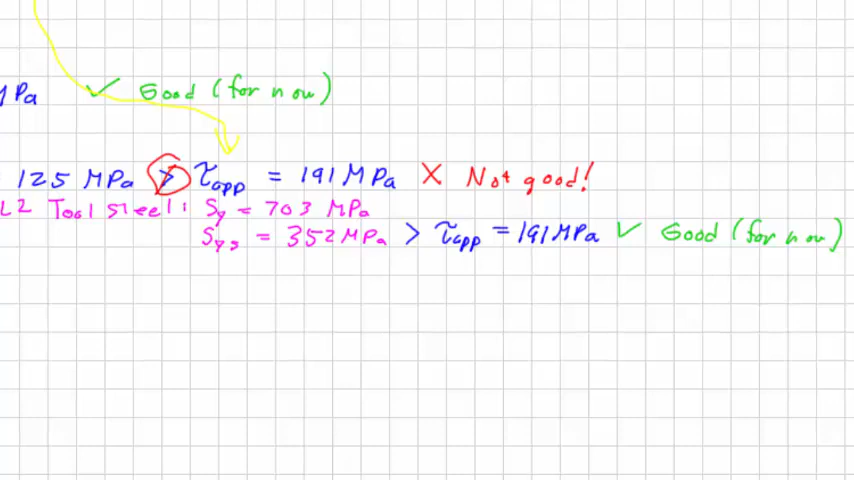 MPa ✓ Good (for now)
125 MPa > τapp = 191 MPa X Not good!
L2 Tool steel: Sy = 703 MPa
Sys = 352 MPa > τapp = 191 MPa ✓ Good (for now)